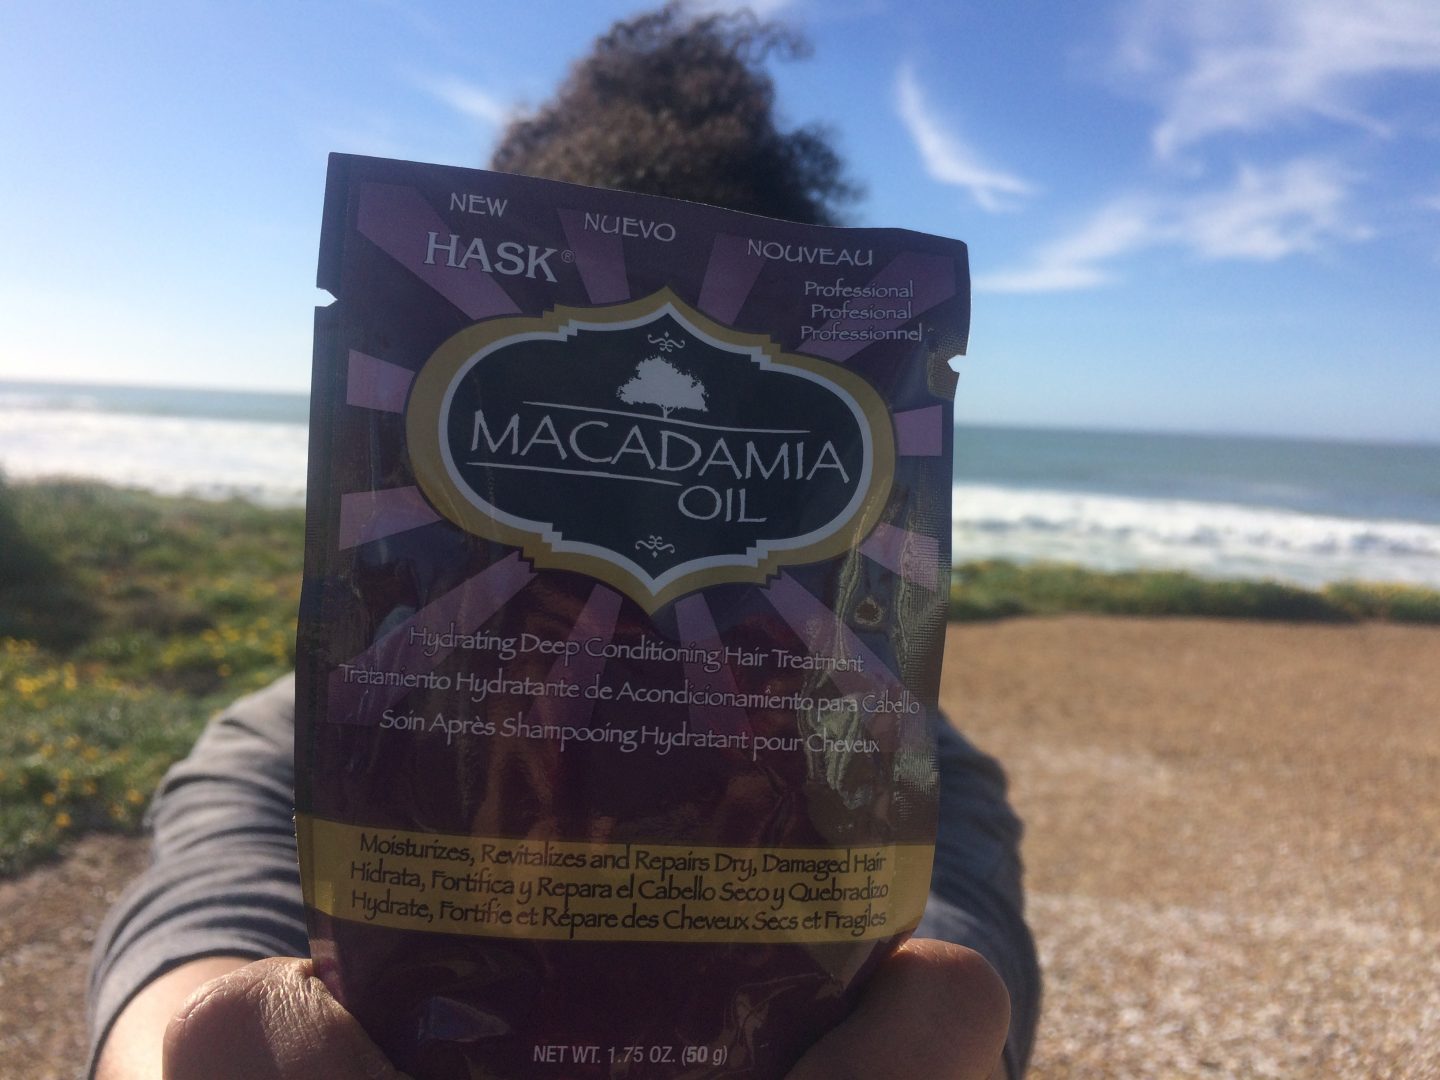 NEW
NUEVO
NOUVEAU
HASK®
Professional
Profesional
Professionnel
MACADAMIA
OIL
Hydrating Deep Conditioning Hair Treatment
Tratamiento Hydratante de Acondicionamiento para Cabello
Soin Après Shampooing Hydratant pour Cheveux
Moisturizes, Revitalizes and Repairs Dry, Damaged Hair
Hidrata, Fortifica y Repara el Cabello Seco y Quebradizo
Hydrate, Fortifie et Répare des Cheveux Secs et Fragiles
NET WT. 1.75 OZ. (50 g)